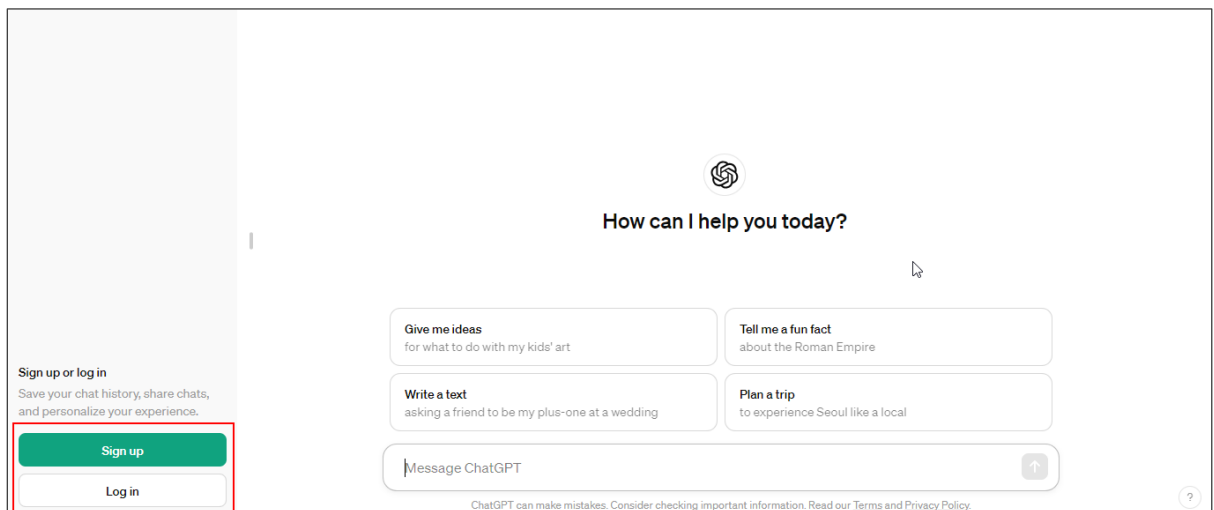 How can I help you today?
Give me ideas
for what to do with my kids' art
Tell me a fun fact
about the Roman Empire
Write a text
asking a friend to be my plus-one at a wedding
Plan a trip
to experience Seoul like a local
Sign up or log in
Save your chat history, share chats,
and personalize your experience.
Sign up
Log in
Message ChatGPT
ChatGPT can make mistakes. Consider checking important information. Read our Terms and Privacy Policy.
?